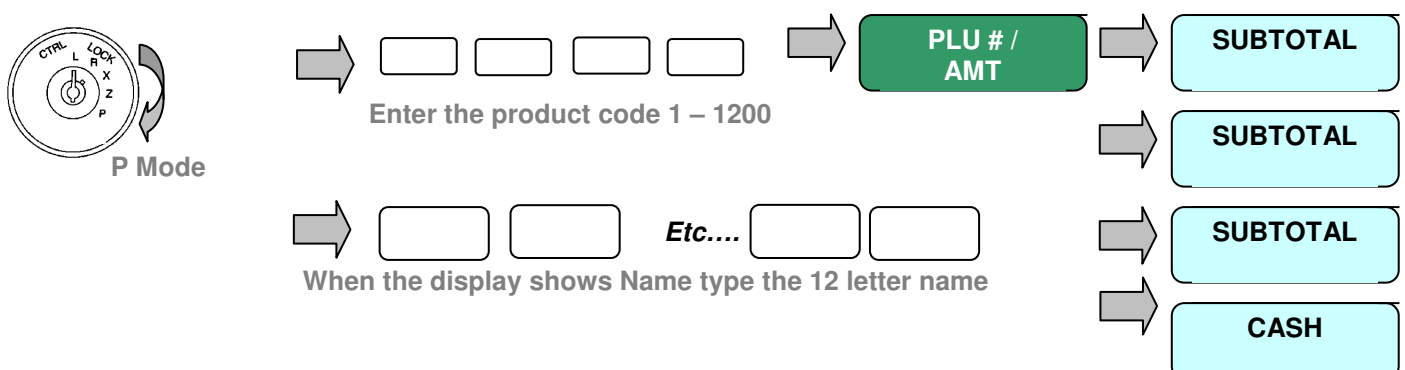 CTRL
LOCK
L
R
X
Z
P
P Mode
Enter the product code 1 – 1200
PLU # /
AMT
SUBTOTAL
SUBTOTAL
Etc….
When the display shows Name type the 12 letter name
SUBTOTAL
CASH